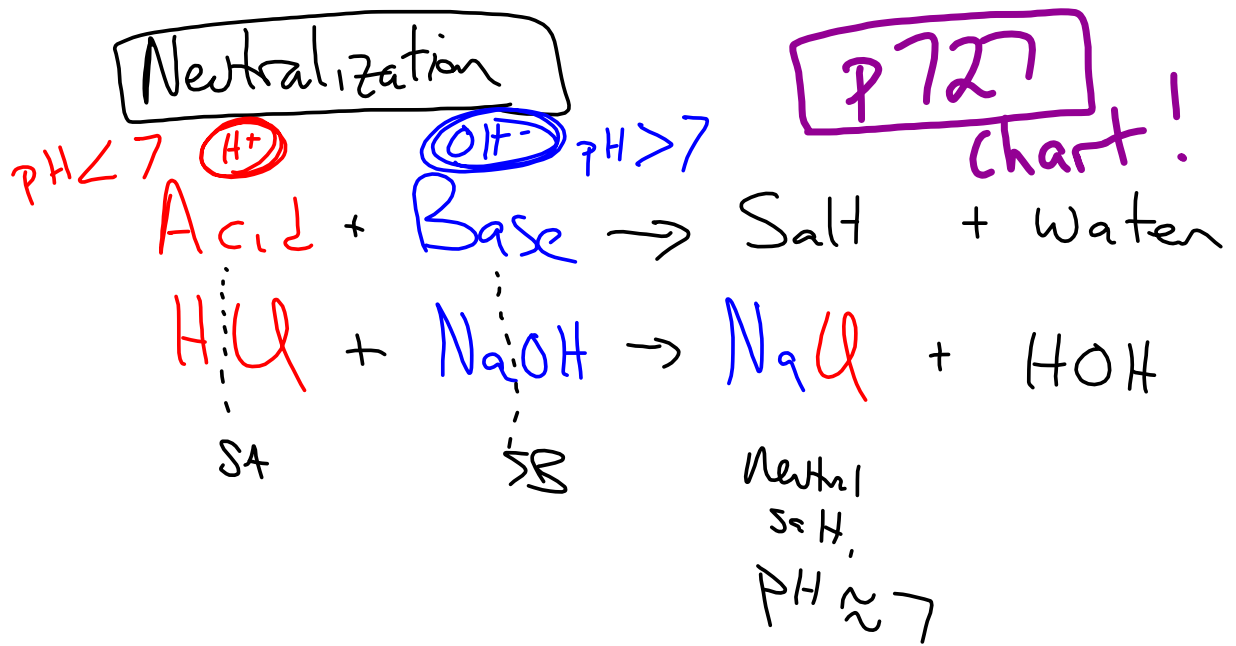 Neutralization
p 727
chart!
pH<7 H+ OH- pH>7
Acid + Base → Salt + Water
HCl + NaOH → NaCl + HOH
SA SB
Neutral
salt,
pH ≈ 7